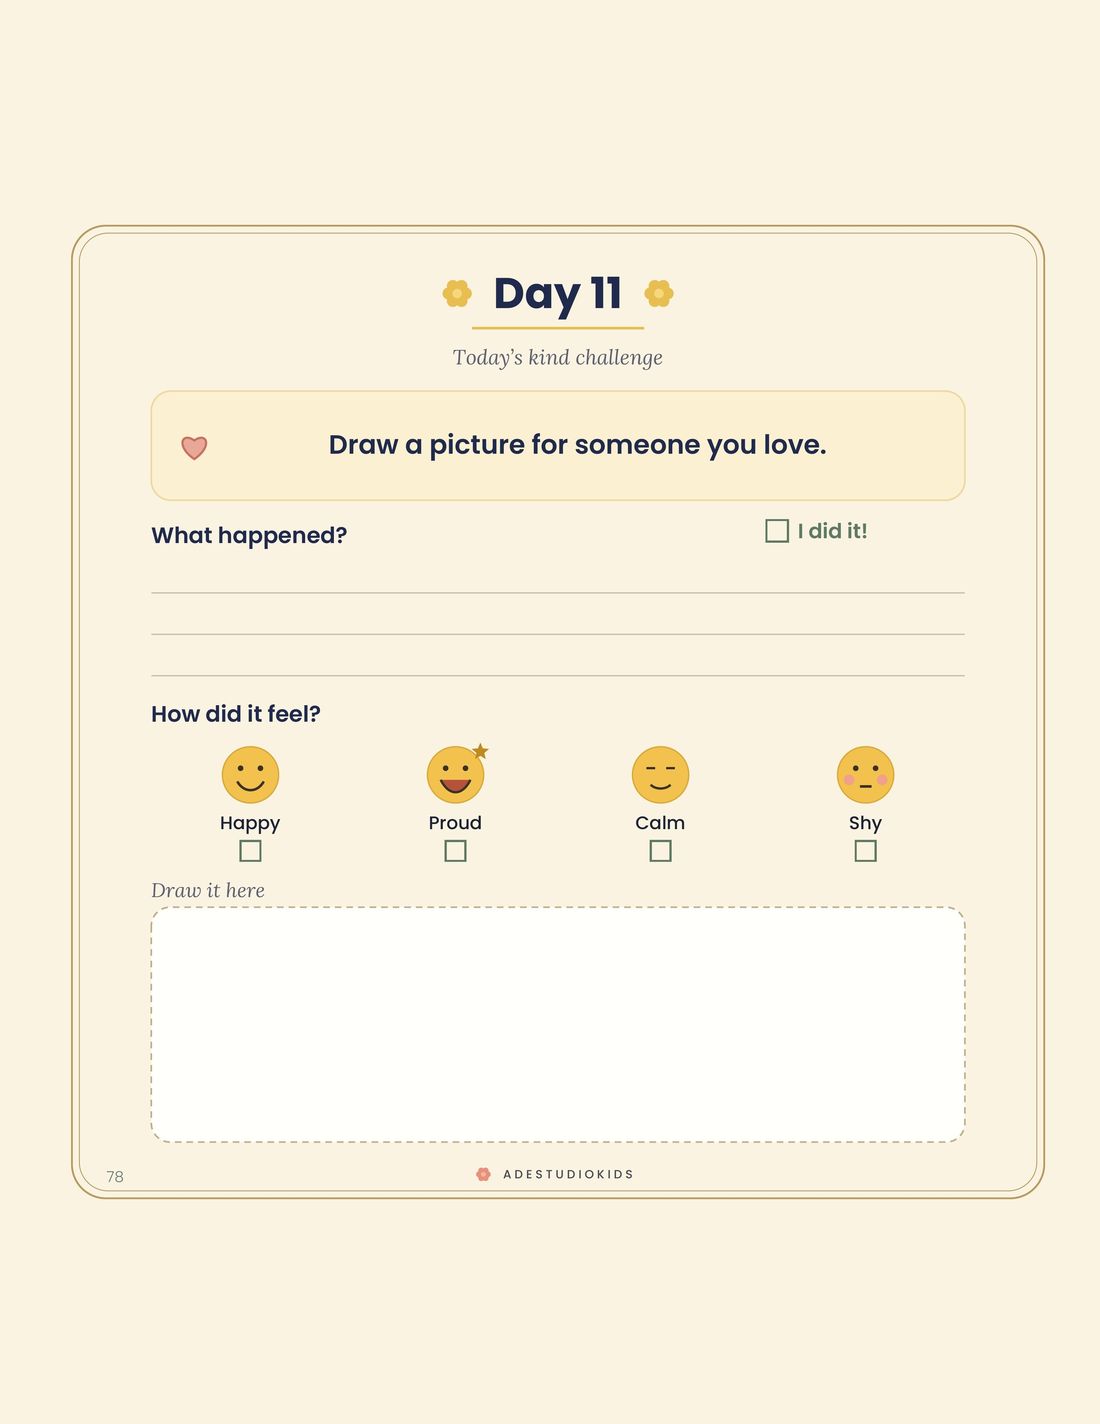 Day 11
Today’s kind challenge
Draw a picture for someone you love.
What happened?
I did it!
How did it feel?
Happy
Proud
Calm
Shy
Draw it here
78
ADESTUDIOKIDS